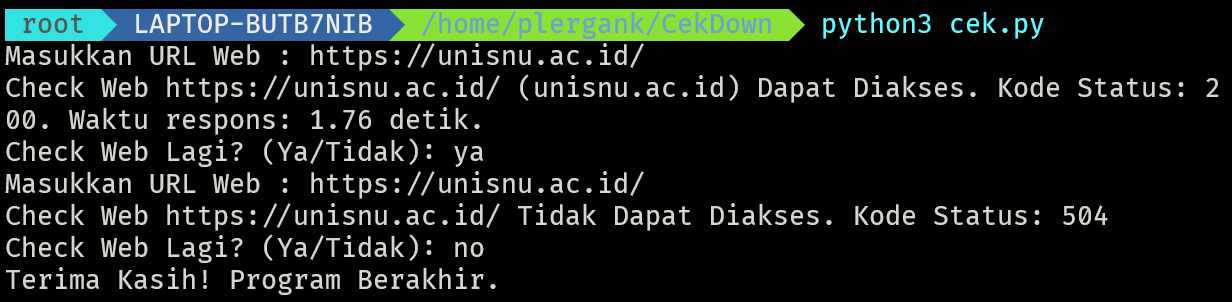 root LAPTOP-BUTB7NIB /home/plergank/CekDown python3 cek.py
Masukkan URL Web : https://unisnu.ac.id/
Check Web https://unisnu.ac.id/ (unisnu.ac.id) Dapat Diakses. Kode Status: 2
00. Waktu respons: 1.76 detik.
Check Web Lagi? (Ya/Tidak): ya
Masukkan URL Web : https://unisnu.ac.id/
Check Web https://unisnu.ac.id/ Tidak Dapat Diakses. Kode Status: 504
Check Web Lagi? (Ya/Tidak): no
Terima Kasih! Program Berakhir.